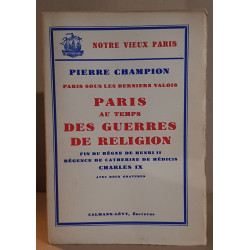 NOTRE VIEUX PARIS
PIERRE CHAMPION
PARIS SOUS LES DERNIERS VALOIS
PARIS
AU TEMPS
DES GUERRES
DE RELIGION
FIN DU RÈGNE DE HENRI II
RÉGENCE DE CATHERINE DE MÉDICIS
CHARLES IX
AVEC DEUX GRAVURES
CALMANN-LÉVY, Éditeurs